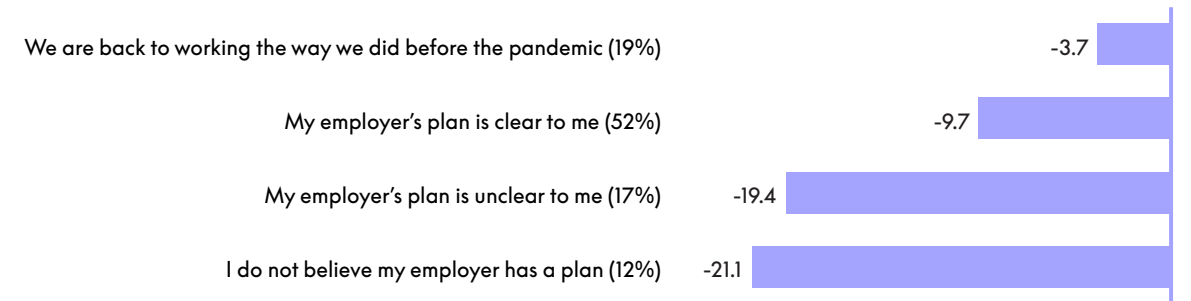 We are back to working the way we did before the pandemic (19%) -3.7
My employer’s plan is clear to me (52%) -9.7
My employer’s plan is unclear to me (17%) -19.4
I do not believe my employer has a plan (12%) -21.1